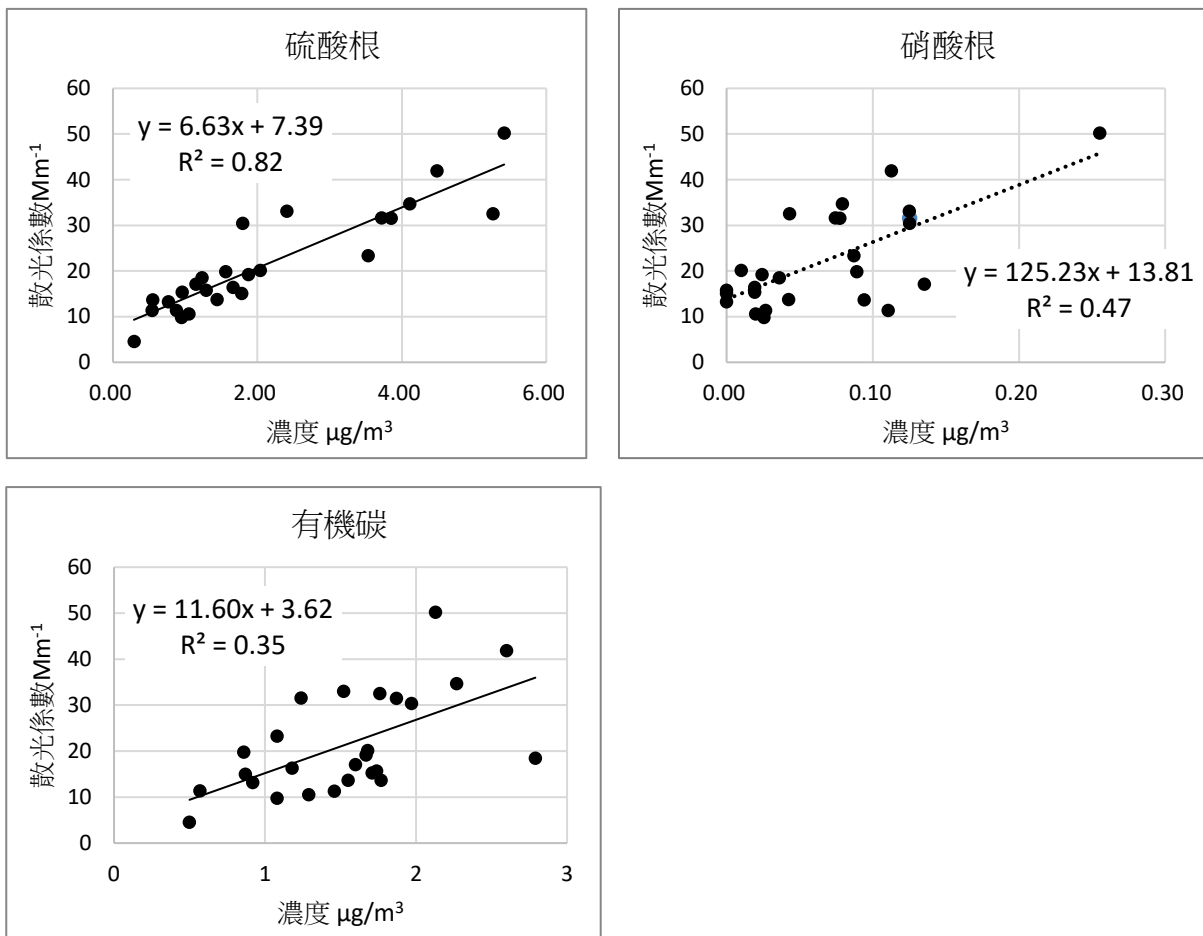 硫酸根
散光係數Mm⁻¹
60
50
40
30
20
10
0
y = 6.63x + 7.39
R² = 0.82
0.00 2.00 4.00 6.00
濃度 µg/m³
硝酸根
散光係數Mm⁻¹
60
50
40
30
20
10
0
y = 125.23x + 13.81
R² = 0.47
0.00 0.10 0.20 0.30
濃度 µg/m³
有機碳
散光係數Mm⁻¹
60
50
40
30
20
10
0
y = 11.60x + 3.62
R² = 0.35
0 1 2 3
濃度 µg/m³